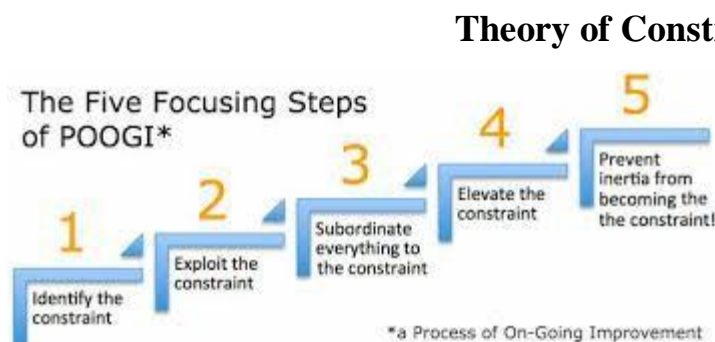 Theory of Const
The Five Focusing Steps
of POOGI*
1
Identify the
constraint
2
Exploit the
constraint
3
Subordinate
everything to
the constraint
4
Elevate the
constraint
5
Prevent
inertia from
becoming the
the constraint!
*a Process of On-Going Improvement